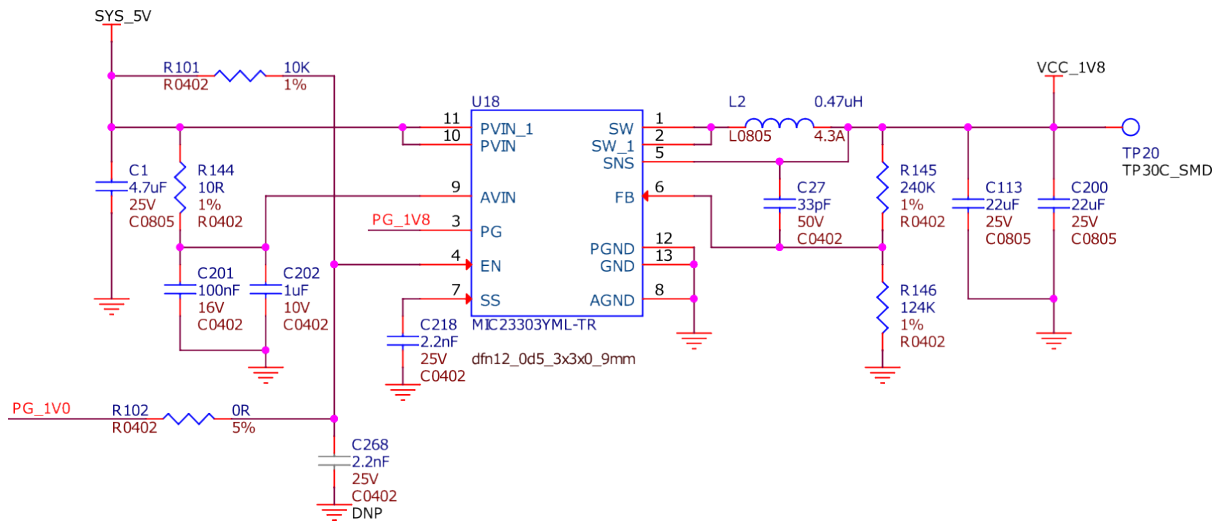 SYS_5V
R101
R0402
10K
1%
U18
L2
0.47uH
L0805
4.3A
VCC_1V8
11
10
PVIN_1
PVIN
SW
SW_1
SNS
1
2
5
TP20
TP30C_SMD
C1
4.7uF
25V
C0805
R144
10R
1%
R0402
9
AVIN
FB
6
C27
33pF
50V
C0402
R145
240K
1%
R0402
C113
22uF
25V
C0805
C200
22uF
25V
C0805
PG_1V8
3
PG
PGND
GND
12
13
4
EN
C201
100nF
16V
C0402
C202
1uF
10V
C0402
7
SS
AGND
8
R146
124K
1%
R0402
MIC23303YML-TR
dfn12_0d5_3x3x0_9mm
C218
2.2nF
25V
C0402
PG_1V0
R102
R0402
0R
5%
C268
2.2nF
25V
C0402
DNP